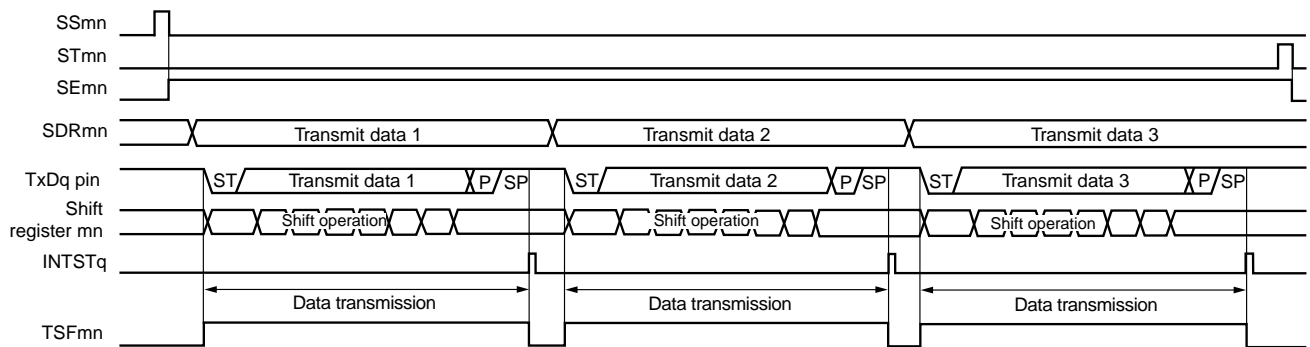 SSmn
STmn
SEmn
SDRmn Transmit data 1 Transmit data 2 Transmit data 3
TxDq pin ST Transmit data 1 P SP ST Transmit data 2 P SP ST Transmit data 3 P SP
Shift
register mn Shift operation Shift operation Shift operation
INTSTq
Data transmission Data transmission Data transmission
TSFmn